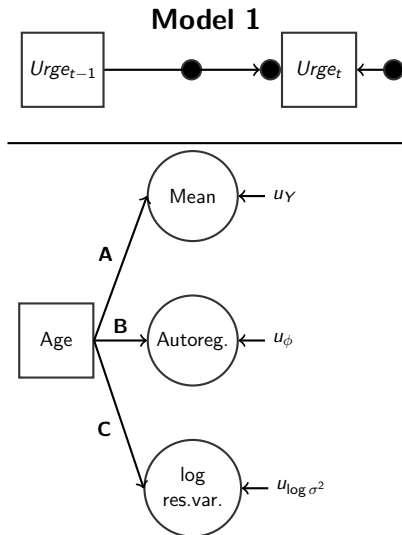 Model 1
Urge_{t−1}
Urge_t
Mean
u_Y
A
Age
B
Autoreg.
u_ϕ
C
log
res.var.
u_{log σ²}